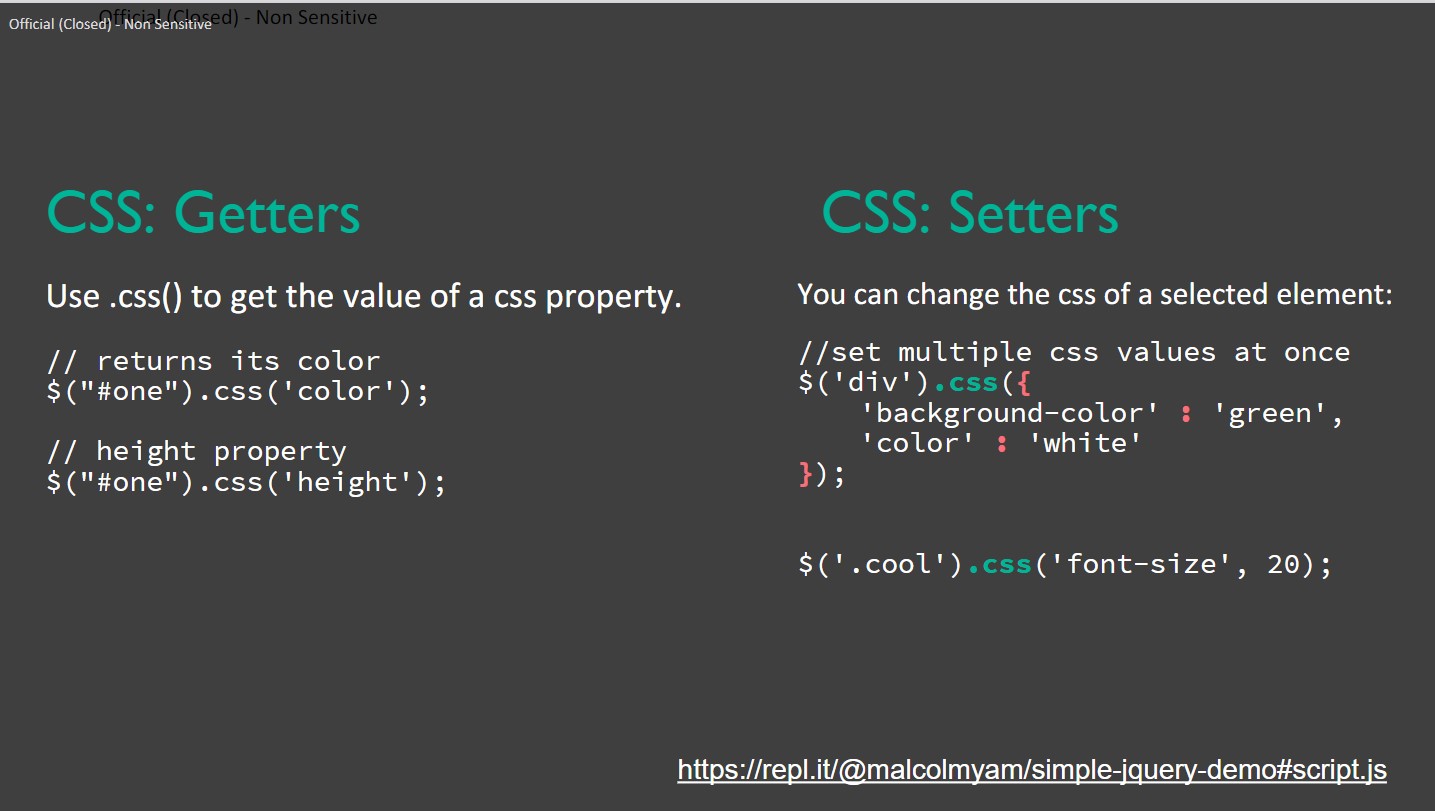 Official (Closed) - Non Sensitive
Official (Closed) - Non Sensitive
CSS: Getters
Use .css() to get the value of a css property.
// returns its color
$("#one").css('color');
// height property
$("#one").css('height');
CSS: Setters
You can change the css of a selected element:
//set multiple css values at once
$('div').css({
'background-color' : 'green',
'color' : 'white'
});
$('.cool').css('font-size', 20);
https://repl.it/@malcolmyam/simple-jquery-demo#script.js